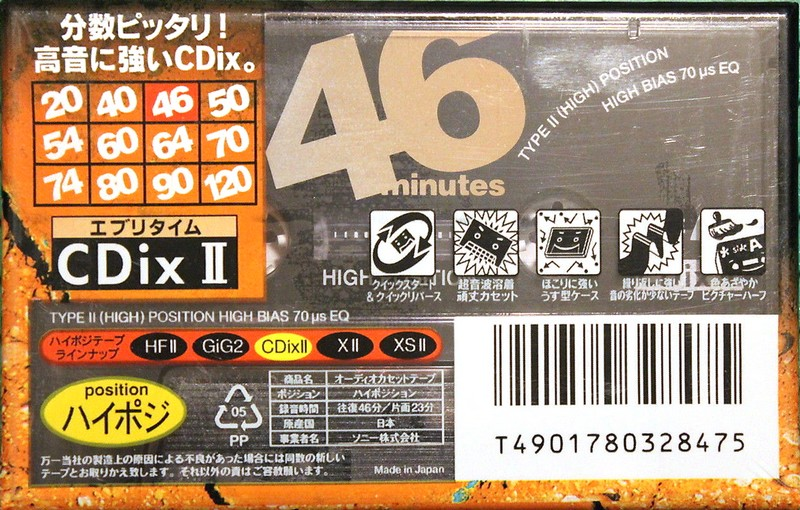 分数ピッタリ!
高音に強いCDix。
20 40 46 50
54 60 64 70
74 80 90 120
46
minutes
TYPE II (HIGH) POSITION
HIGH BIAS 70 μs EQ
エブリタイム
CDix II
クイックスタード
&クイックリバース
超音波溶着
頑丈カセット
ほこりに強い
うす型ケース
繰り返しに強い
音の劣化が少ないテープ
色あざやか
ピクチャーハーフ
TYPE II (HIGH) POSITION HIGH BIAS 70 μs EQ
ハイポジテープ
ラインナップ
HF II GiG2 CDix II X II XS II
position
ハイポジ
05
PP
商品名 オーディオカセットテープ
ポジション ハイポジション
録音時間 往復46分/片面23分
原産国 日本
事業者名 ソニー株式会社
万一当社の製造上の原因による不良があった場合には同数の新しい
テープとお取りかえ致します。それ以外の責はご容赦願います。
Made in Japan
T4901780328475